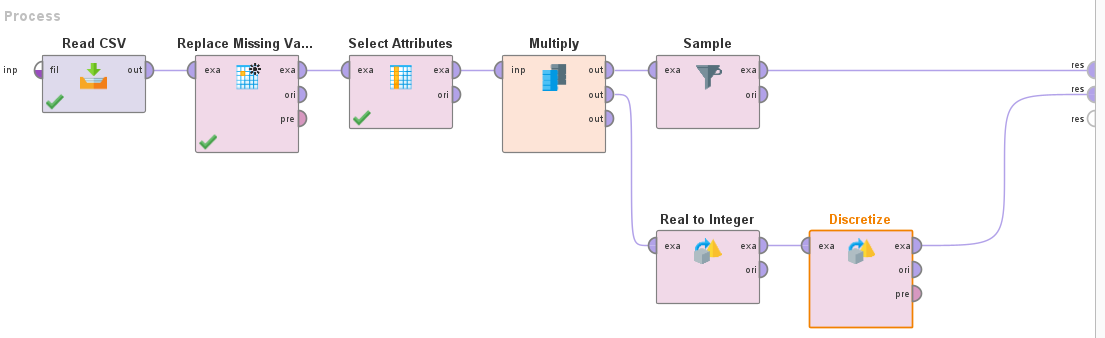 Process
Read CSV
Replace Missing Va...
Select Attributes
Multiply
Sample
inp
fil
out
exa
exa
exa
exa
inp
out
exa
exa
res
ori
ori
out
ori
res
pre
out
res
Real to Integer
Discretize
exa
exa
exa
exa
ori
ori
pre